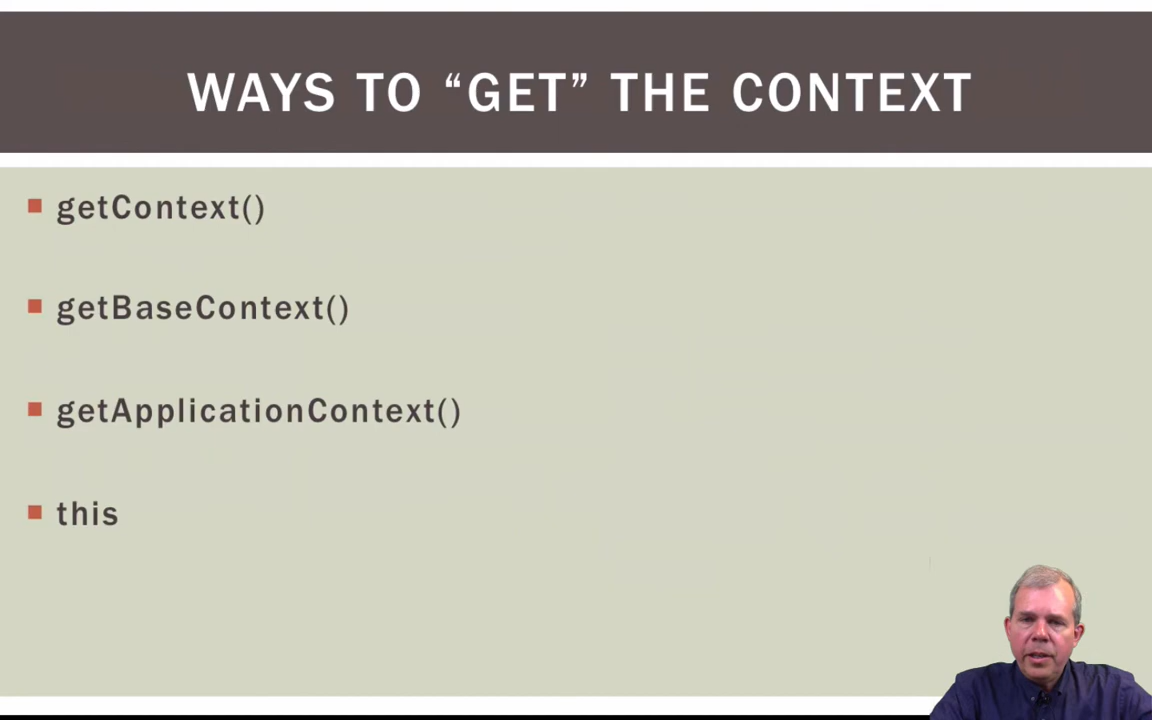 WAYS TO “GET” THE CONTEXT
getContext()
getBaseContext()
getApplicationContext()
this